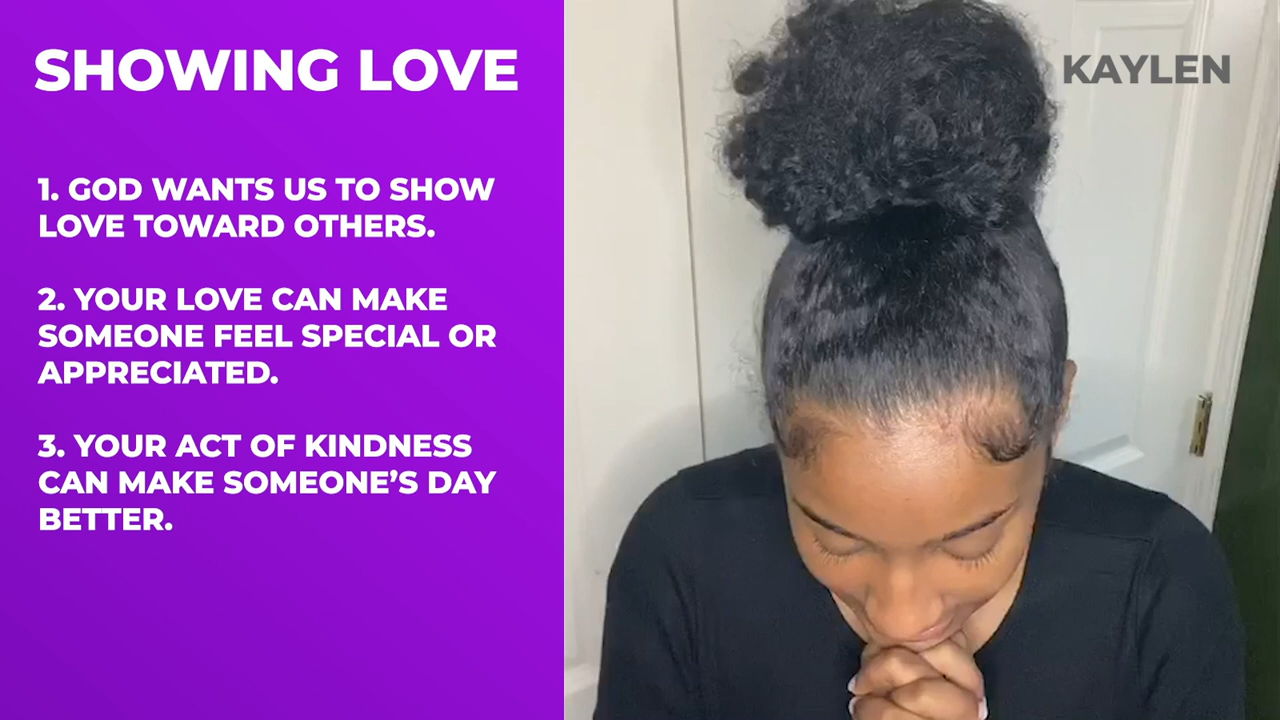 SHOWING LOVE
KAYLEN
1. GOD WANTS US TO SHOW
LOVE TOWARD OTHERS.
2. YOUR LOVE CAN MAKE
SOMEONE FEEL SPECIAL OR
APPRECIATED.
3. YOUR ACT OF KINDNESS
CAN MAKE SOMEONE’S DAY
BETTER.